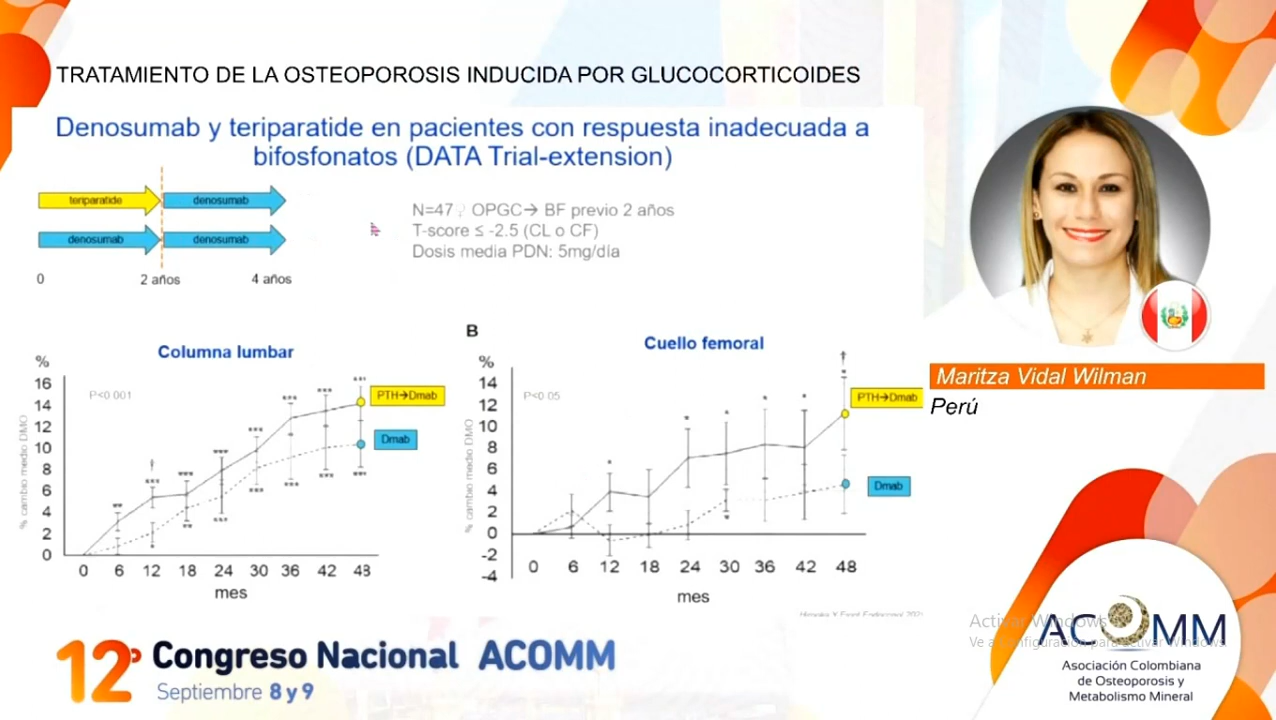 TRATAMIENTO DE LA OSTEOPOROSIS INDUCIDA POR GLUCOCORTICOIDES
Denosumab y teriparatide en pacientes con respuesta inadecuada a
bifosfonatos (DATA Trial-extension)
teriparatide
denosumab
denosumab
denosumab
0
2 años
4 años
N=47♀ OPGC→ BF previo 2 años
T-score ≤ -2.5 (CL o CF)
Dosis media PDN: 5mg/día
Columna lumbar
%
16
14
12
10
8
6
4
2
0
% cambio medio DMO
P<0.001
PTH→Dmab
Dmab
0 6 12 18 24 30 36 42 48
mes
B
Cuello femoral
%
14
12
10
8
6
4
2
0
-2
-4
% cambio medio DMO
P<0.05
PTH→Dmab
Dmab
0 6 12 18 24 30 36 42 48
mes
Maritza Vidal Wilman
Perú
12º Congreso Nacional ACOMM
Septiembre 8 y 9
Activar Windows
Ve a Configuración para activar Windows.
ACOMM
Asociación Colombiana
de Osteoporosis y
Metabolismo Mineral